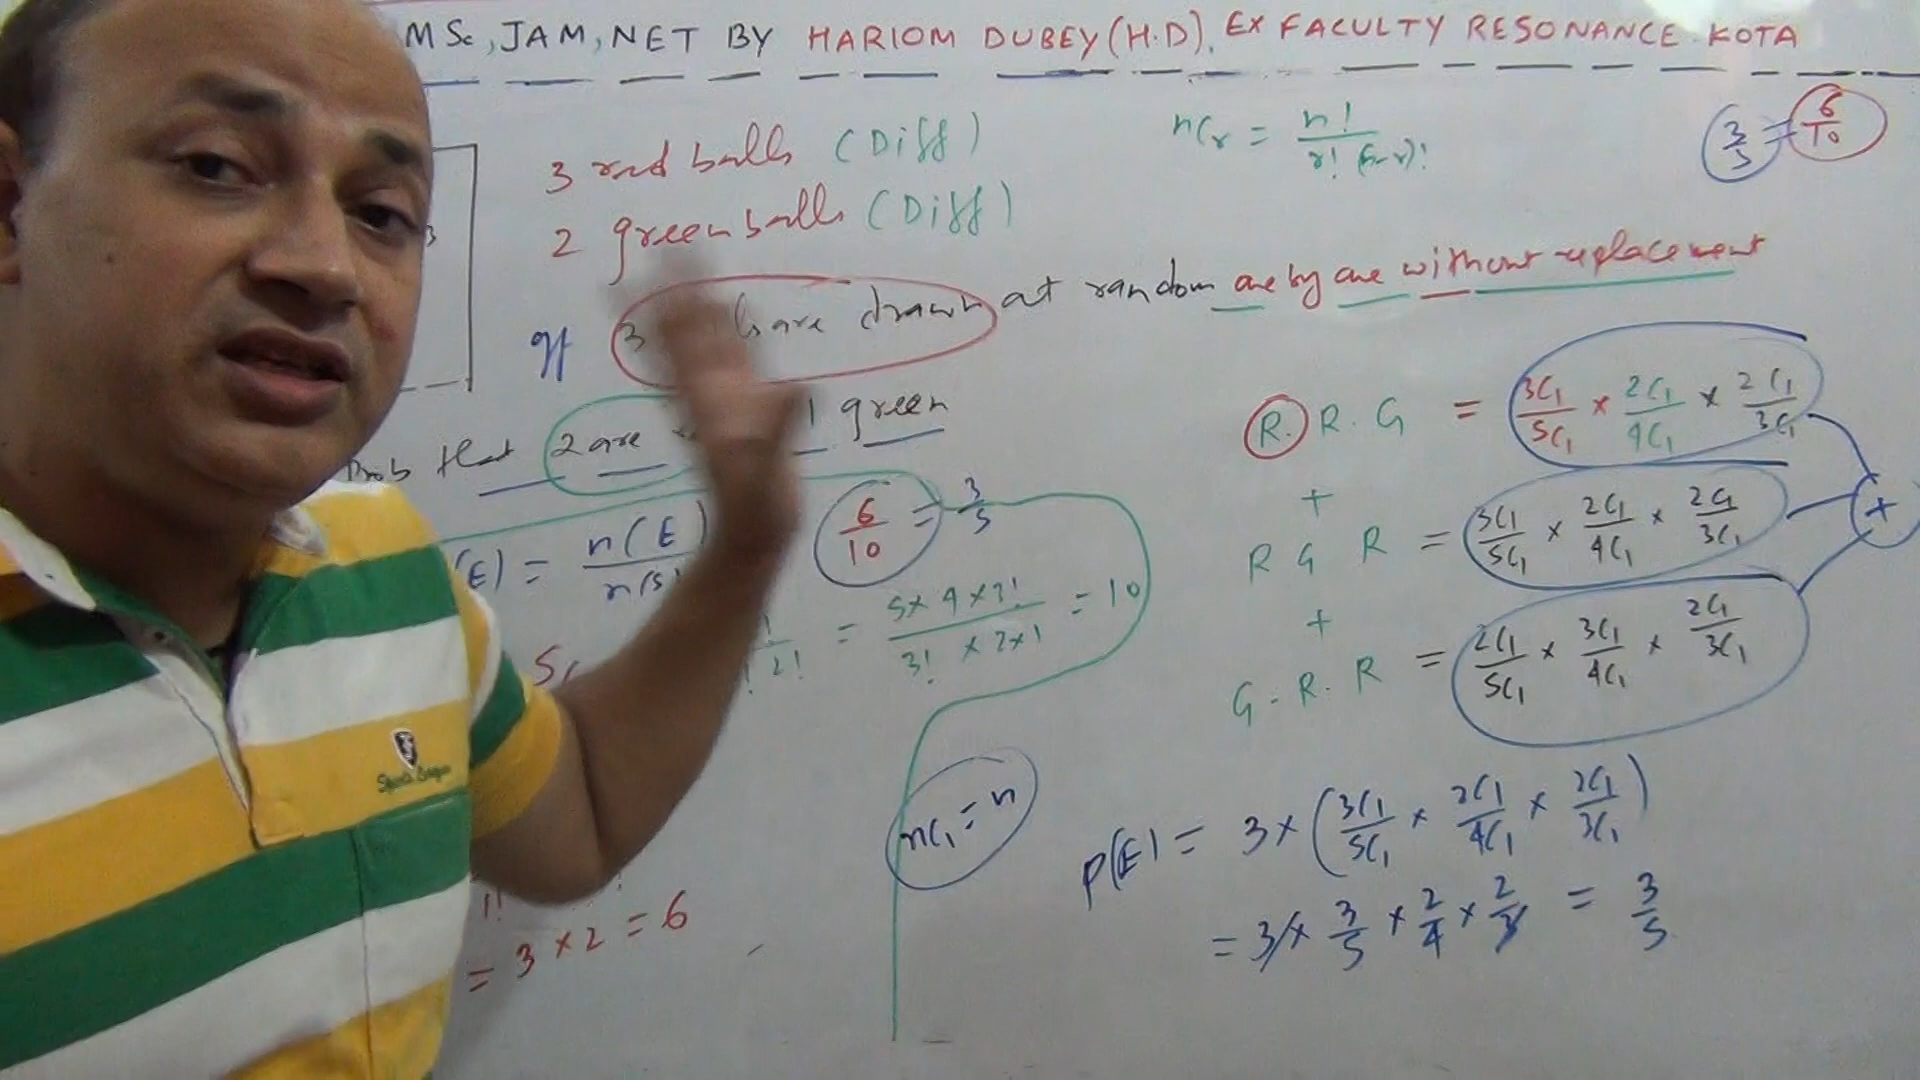 MSc, JAM, NET BY HARIOM DUBEY (H.D), EX FACULTY RESONANCE KOTA
3 red balls (Diff)
2 green balls (Diff)
If 3 are drawn at random one by one without replacement
Prob that 2 are 1 green
(E) = n(E) / n(S)
6/10 = 3/5
= 5×4×3! / 3! × 2×1 = 10
= 3 × 2 = 6
nCr = n! / r! (n-r)!
3/5 = 6/10
R. R. G = 3C1/5C1 × 2C1/4C1 × 2C1/3C1
+
R G R = 3C1/5C1 × 2C1/4C1 × 2C1/3C1
+
G. R. R = 2C1/5C1 × 3C1/4C1 × 2C1/3C1
+
nC1 = n
P(E) = 3 × (3C1/5C1 × 2C1/4C1 × 2C1/3C1)
= 3 × 3/5 × 2/4 × 2/3 = 3/5